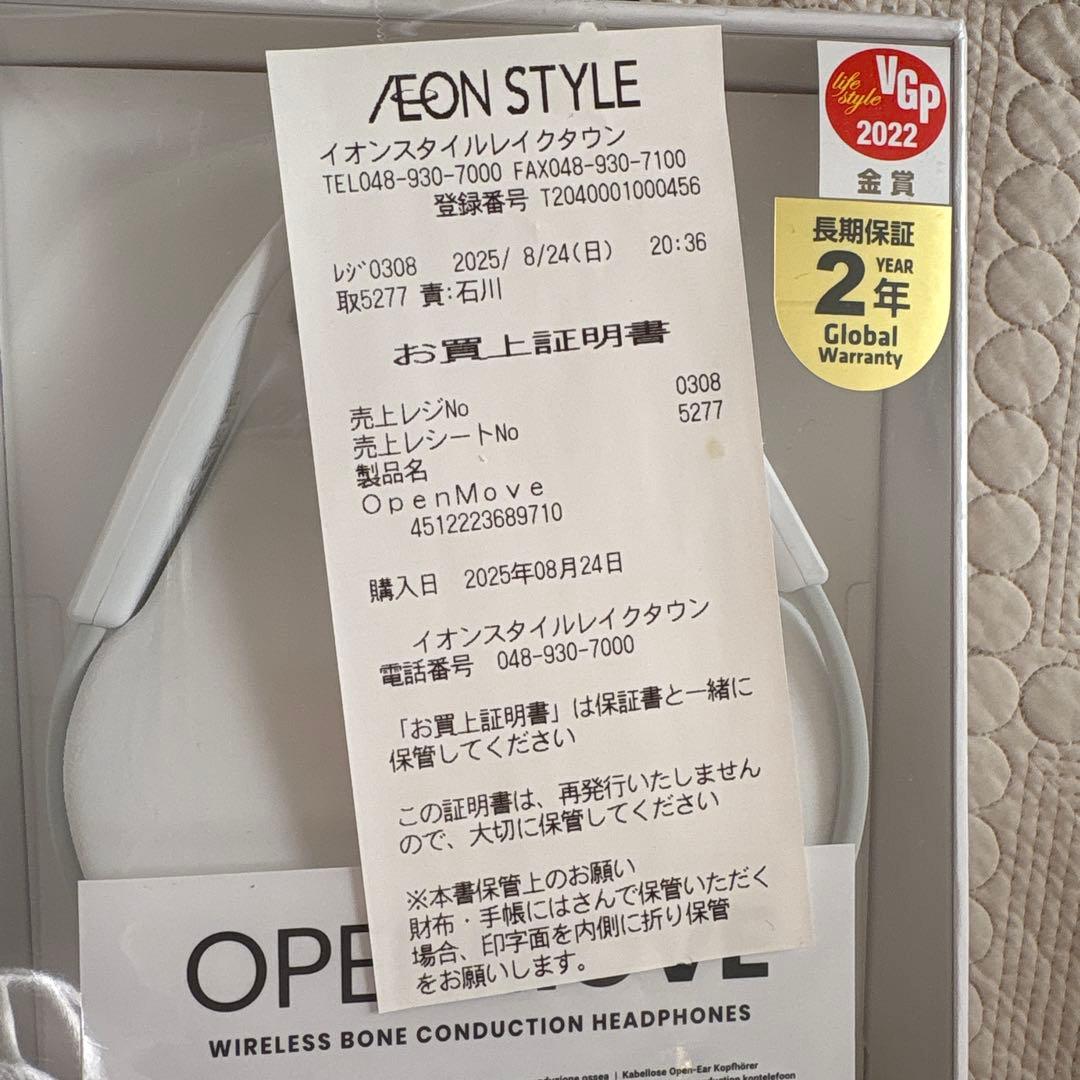 ÆON STYLE
イオンスタイルレイクタウン
TEL048-930-7000 FAX048-930-7100
登録番号 T2040001000456
ﾚｼﾞ0308 2025/ 8/24(日) 20:36
取5277 責:石川
お買上証明書
売上レジNo 0308
売上レシートNo 5277
製品名
OpenMove
4512223689710
購入日 2025年08月24日
イオンスタイルレイクタウン
電話番号 048-930-7000
「お買上証明書」は保証書と一緒に
保管してください
この証明書は、再発行いたしません
ので、大切に保管してください
※本書保管上のお願い
財布・手帳にはさんで保管いただく
場合、印字面を内側に折り保管
をお願いします。
life style VGP
2022
金賞
長期保証
2 YEAR
年
Global
Warranty
WIRELESS BONE CONDUCTION HEADPHONES
ossea | Kabellose Open-Ear Kopfhörer
kontelefoon